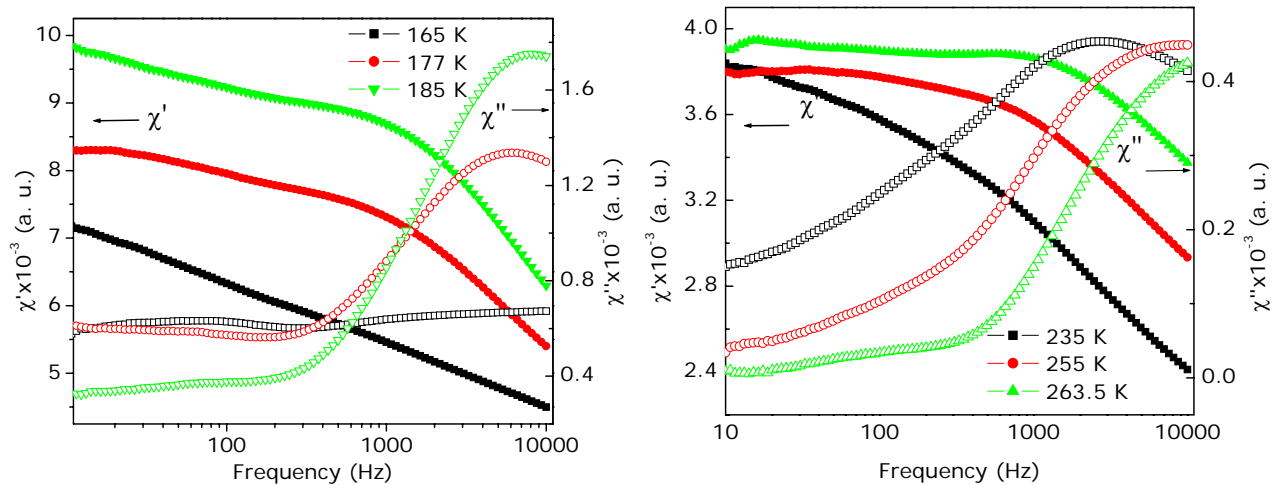 165 K
177 K
185 K
χ'
χ''
10
9
8
7
6
5
χ'x10⁻³ (a. u.)
1.6
1.2
0.8
0.4
χ''x10⁻³ (a. u.)
100
1000
10000
Frequency (Hz)
χ'
χ''
4.0
3.6
3.2
2.8
2.4
χ'x10⁻³ (a. u.)
0.4
0.2
0.0
χ''x10⁻³ (a. u.)
235 K
255 K
263.5 K
10
100
1000
10000
Frequency (Hz)